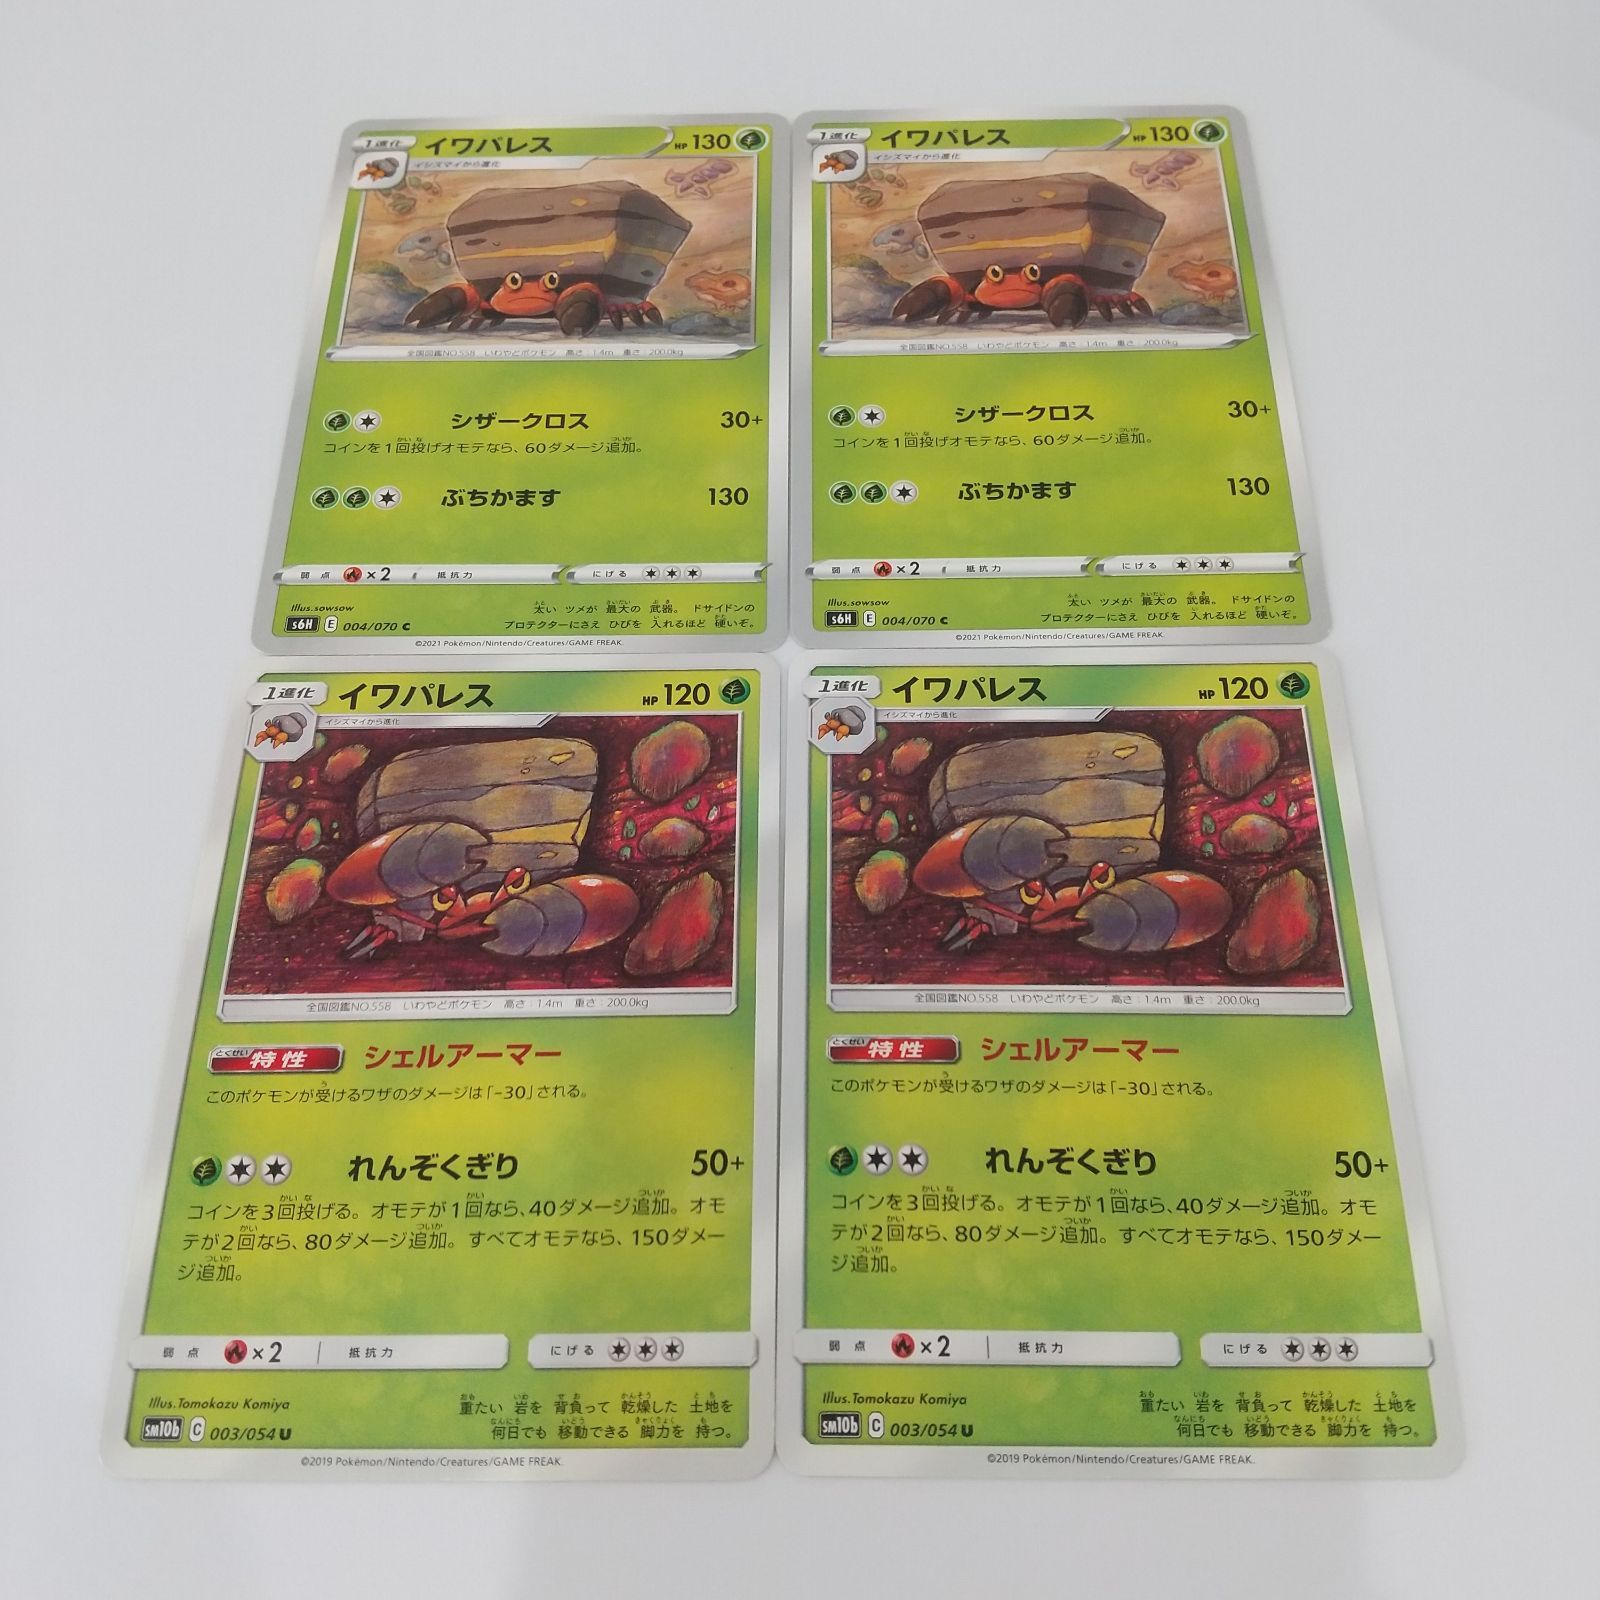 1進化
イワパレス
HP 130
イシズマイから進化
全国図鑑NO.558 いわやどポケモン 高さ:1.4m 重さ:200.0kg
シザークロス 30+
コインを1回投げオモテなら、60ダメージ追加。
ぶちかます 130
弱点 ×2 抵抗力 にげる
Illus.sowsow
太い ツメが 最大の 武器。 ドサイドンの
プロテクターにさえ ひびを 入れるほど 硬いぞ。
s6H E 004/070 C
©2021 Pokémon/Nintendo/Creatures/GAME FREAK.
1進化
イワパレス
HP 130
イシズマイから進化
全国図鑑NO.558 いわやどポケモン 高さ:1.4m 重さ:200.0kg
シザークロス 30+
コインを1回投げオモテなら、60ダメージ追加。
ぶちかます 130
弱点 ×2 抵抗力 にげる
Illus.sowsow
太い ツメが 最大の 武器。 ドサイドンの
プロテクターにさえ ひびを 入れるほど 硬いぞ。
s6H E 004/070 C
©2021 Pokémon/Nintendo/Creatures/GAME FREAK.
1進化
イワパレス
HP 120
イシズマイから進化
全国図鑑NO.558 いわやどポケモン 高さ:1.4m 重さ:200.0kg
特性 シェルアーマー
このポケモンが受けるワザのダメージは「-30」される。
れんぞくぎり 50+
コインを3回投げる。オモテが1回なら、40ダメージ追加。オモ
テが2回なら、80ダメージ追加。すべてオモテなら、150ダメー
ジ追加。
弱点 ×2 抵抗力 にげる
Illus.Tomokazu Komiya
重たい 岩を 背負って 乾燥した 土地を
何日でも 移動できる 脚力を 持つ。
sm10b C 003/054 U
©2019 Pokémon/Nintendo/Creatures/GAME FREAK.
1進化
イワパレス
HP 120
イシズマイから進化
全国図鑑NO.558 いわやどポケモン 高さ:1.4m 重さ:200.0kg
特性 シェルアーマー
このポケモンが受けるワザのダメージは「-30」される。
れんぞくぎり 50+
コインを3回投げる。オモテが1回なら、40ダメージ追加。オモ
テが2回なら、80ダメージ追加。すべてオモテなら、150ダメー
ジ追加。
弱点 ×2 抵抗力 にげる
Illus.Tomokazu Komiya
重たい 岩を 背負って 乾燥した 土地を
何日でも 移動できる 脚力を 持つ。
sm10b C 003/054 U
©2019 Pokémon/Nintendo/Creatures/GAME FREAK.